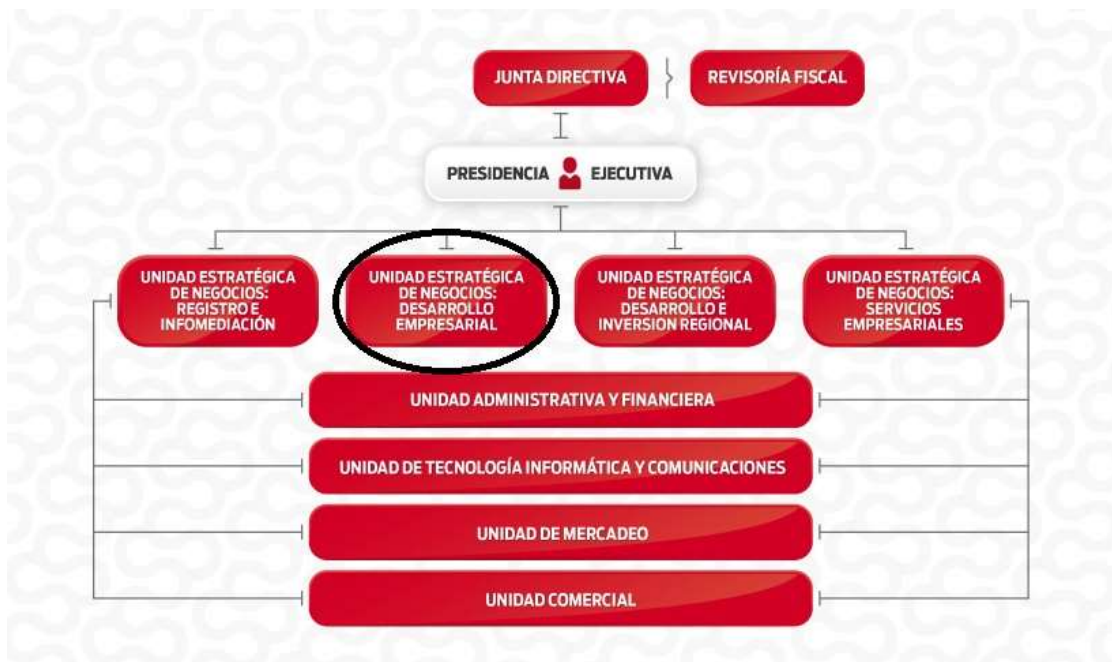 JUNTA DIRECTIVA
REVISORÍA FISCAL
PRESIDENCIA EJECUTIVA
UNIDAD ESTRATÉGICA
DE NEGOCIOS:
REGISTRO E
INFOMEDIACIÓN
UNIDAD ESTRATÉGICA
DE NEGOCIOS:
DESARROLLO
EMPRESARIAL
UNIDAD ESTRATÉGICA
DE NEGOCIOS:
DESARROLLO E
INVERSION REGIONAL
UNIDAD ESTRATÉGICA
DE NEGOCIOS:
SERVICIOS
EMPRESARIALES
UNIDAD ADMINISTRATIVA Y FINANCIERA
UNIDAD DE TECNOLOGÍA INFORMÁTICA Y COMUNICACIONES
UNIDAD DE MERCADEO
UNIDAD COMERCIAL